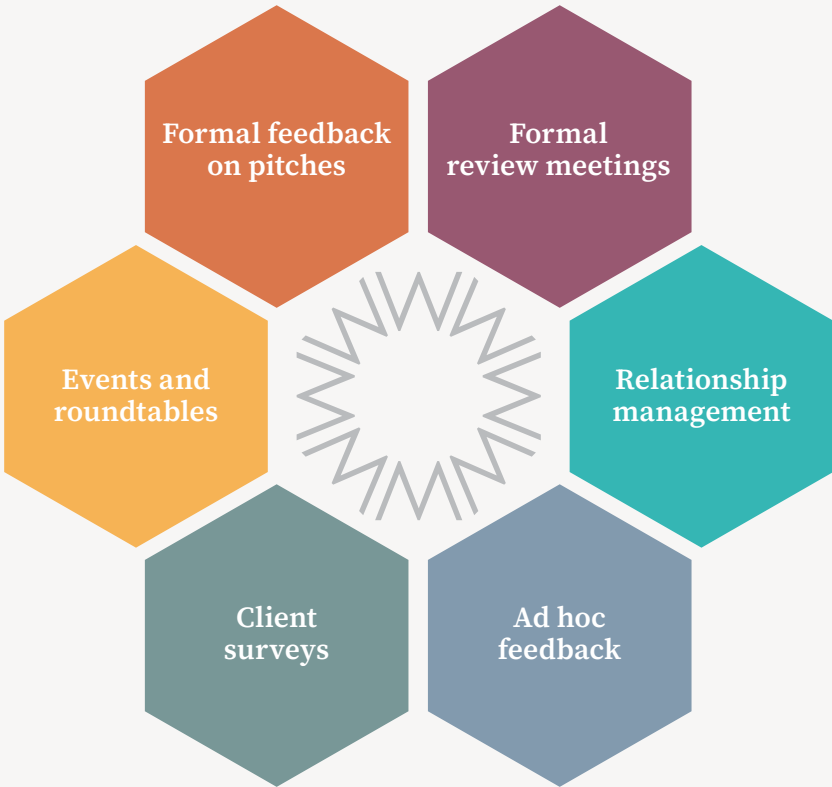 Formal feedback
on pitches
Formal
review meetings
Events and
roundtables
Relationship
management
Client
surveys
Ad hoc
feedback